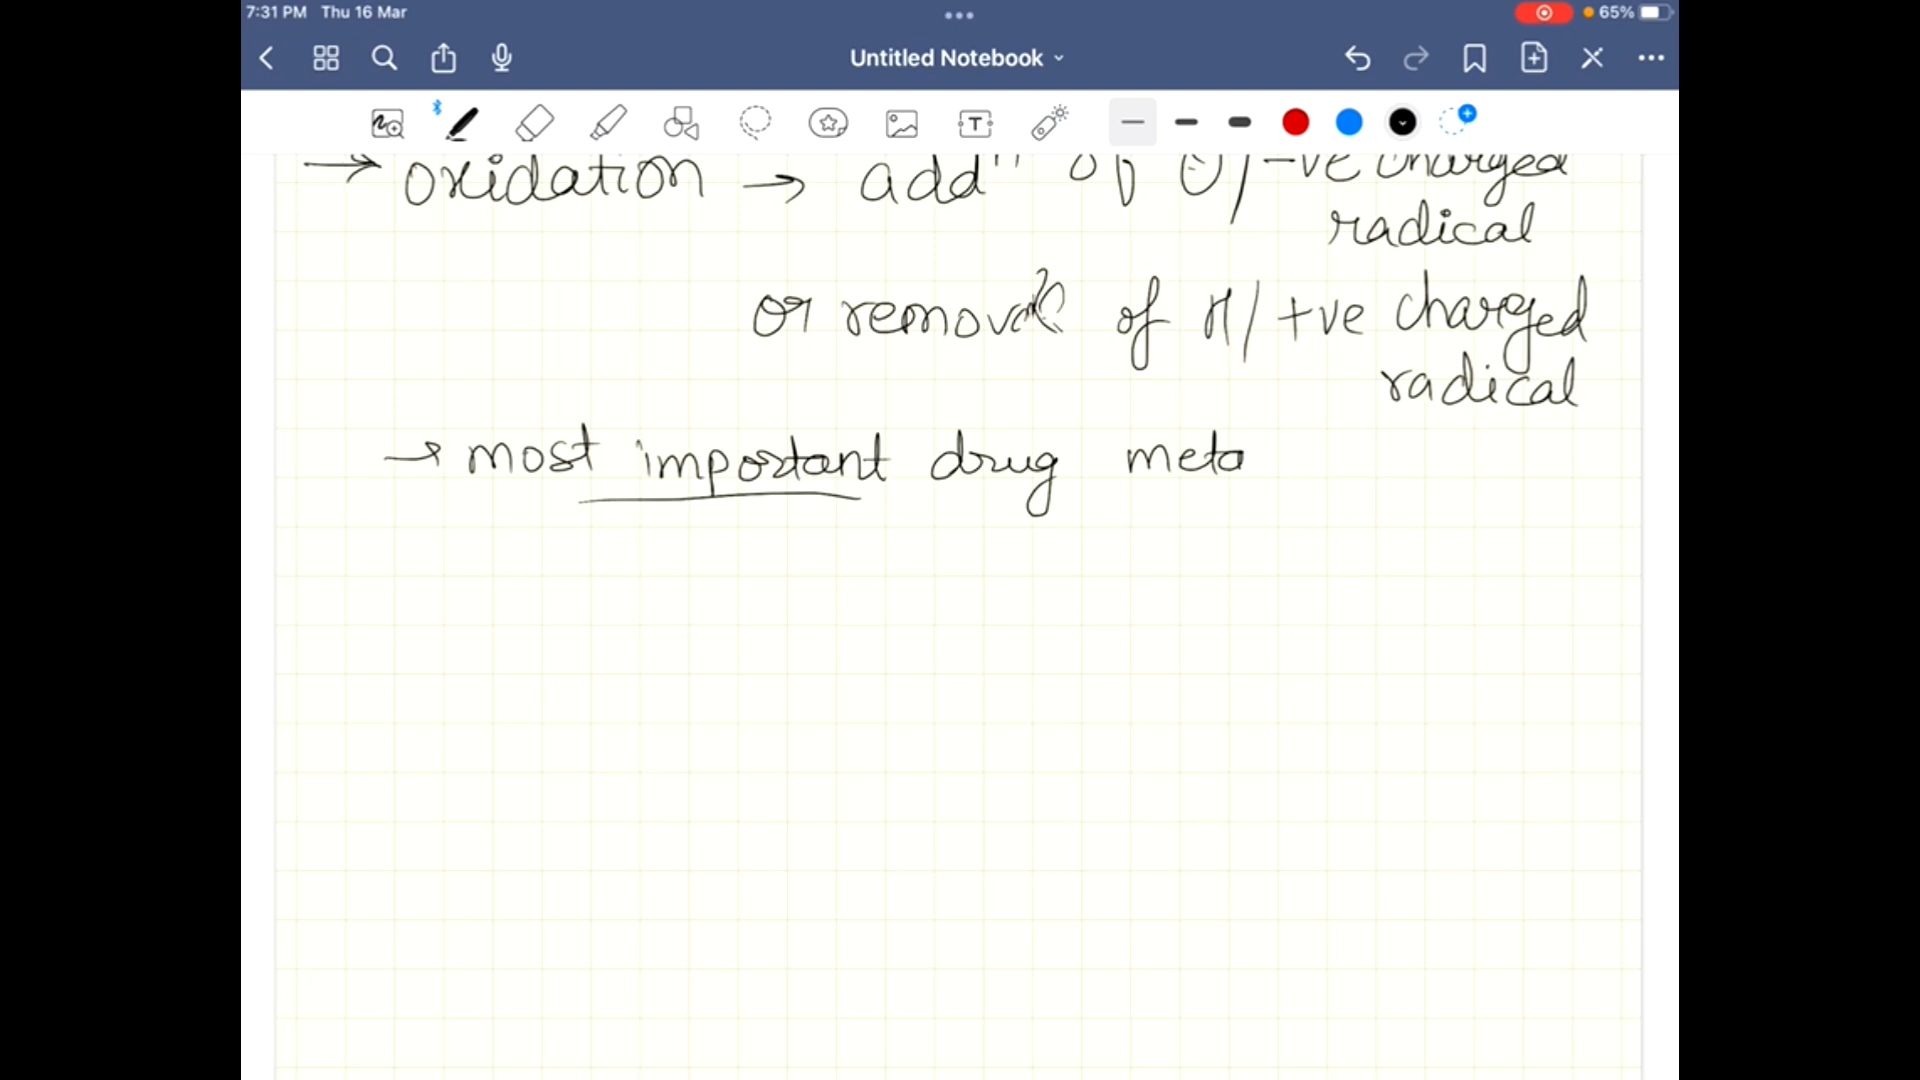 7:31 PM Thu 16 Mar
65%
Untitled Notebook
T
→ oxidation → addⁿ of O/-ve charged
radical
or removal of H/+ve charged
radical
→ most important drug meta